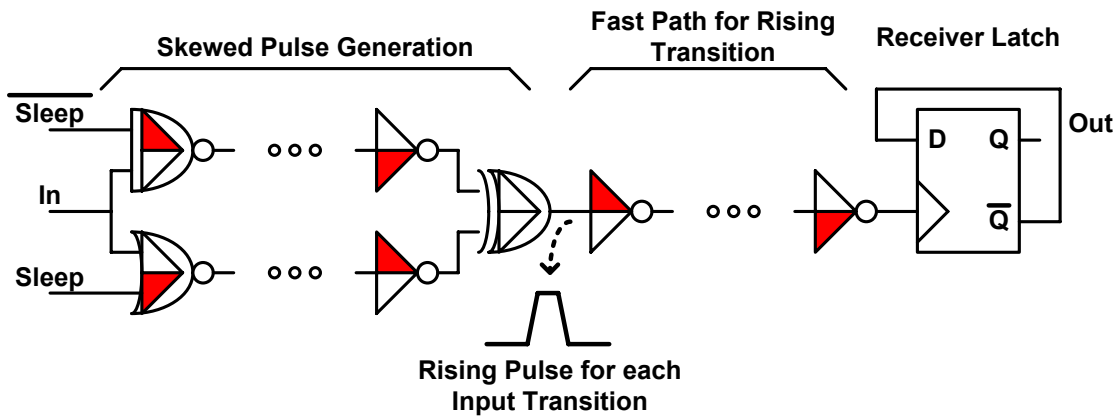 Skewed Pulse Generation
Fast Path for Rising
Transition
Receiver Latch
Sleep
In
Sleep
D
Q
Q
Out
Rising Pulse for each
Input Transition